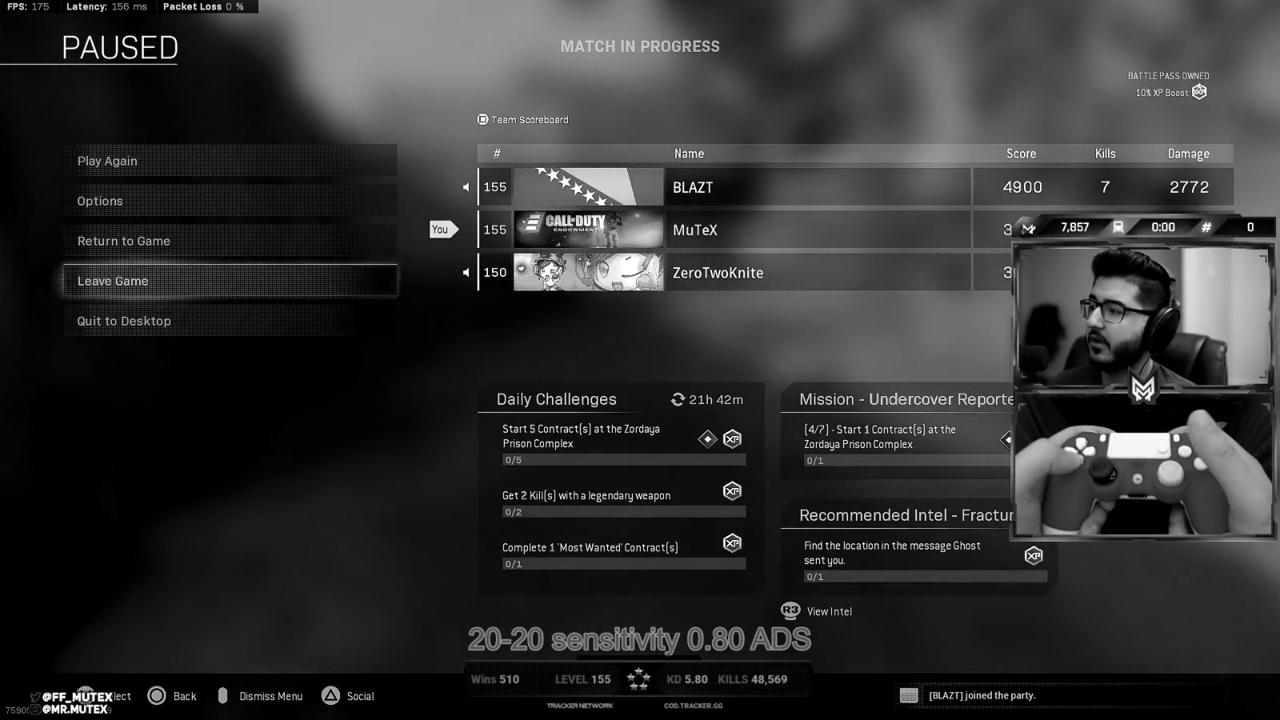 FPS: 175 Latency: 156 ms Packet Loss 0 %
PAUSED
MATCH IN PROGRESS
BATTLE PASS OWNED
10% XP Boost
Team Scoreboard
Play Again
Options
Return to Game
Leave Game
Quit to Desktop
# Name Score Kills Damage
155 BLAZT 4900 7 2772
You 155 CALL OF DUTY ENDOWMENT MuTeX 3
150 ZeroTwoKnite 3
7,857 0:00 # 0
Daily Challenges 21h 42m
Start 5 Contract(s) at the Zordaya
Prison Complex
0/5
Get 2 Kill(s) with a legendary weapon
0/2
Complete 1 'Most Wanted' Contract(s)
0/1
Mission - Undercover Reporte
(4/7) - Start 1 Contract(s) at the
Zordaya Prison Complex
0/1
Recommended Intel - Fractur
Find the location in the message Ghost
sent you.
0/1
R3 View Intel
20-20 sensitivity 0.80 ADS
Wins 510 LEVEL 155 KD 5.80 KILLS 48,569
TRACKER NETWORK COD.TRACKER.GG
@FF_MUTEX
@MR.MUTEX
Back Dismiss Menu Social
[BLAZT] joined the party.